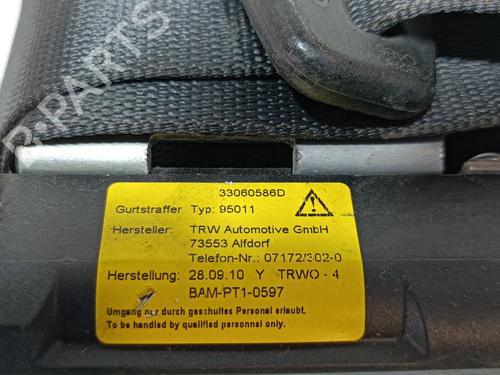 B-PARTS
33060586D
Gurtstraffer Typ: 95011
Hersteller: TRW Automotive GmbH
73553 Alfdorf
Telefon-Nr.: 07172/302-0
Herstellung: 28.09.10 Y TRWO - 4
BAM-PT1-0597
Umgang nur durch geschultes Personal erlaubt.
To be handled by qualified personnel only.